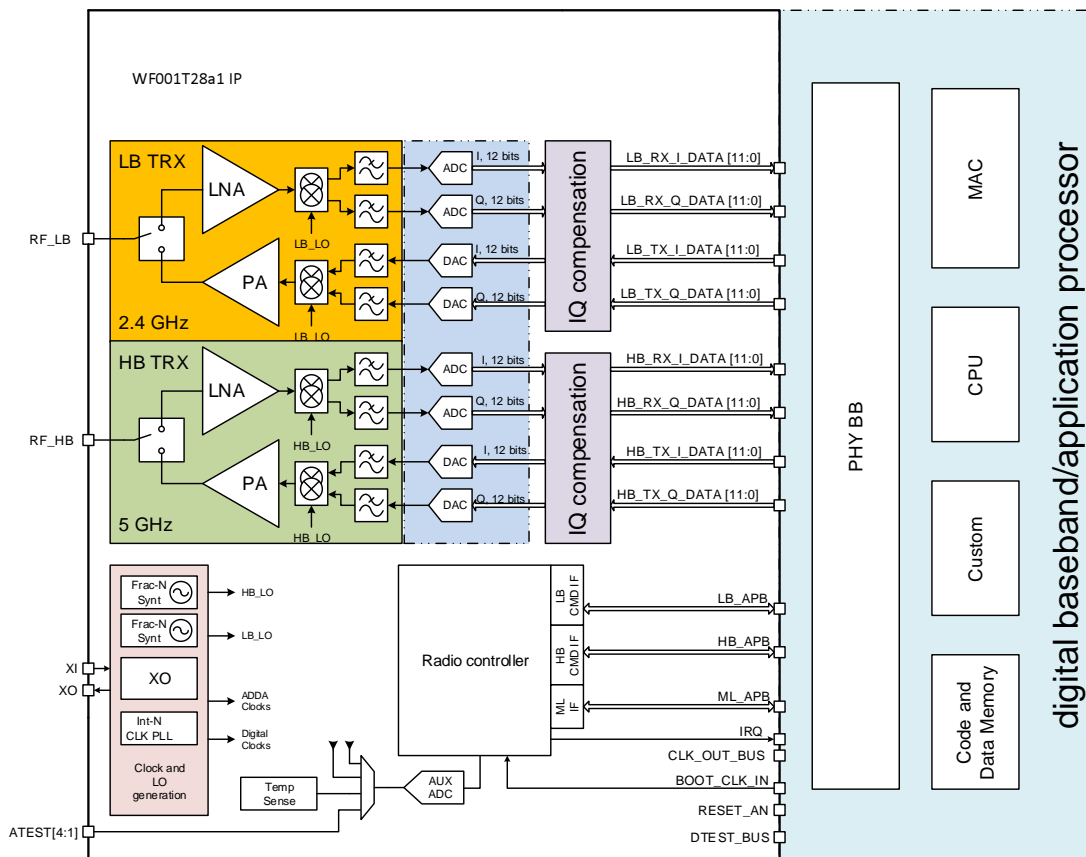 WF001T28a1 IP
LB TRX
LNA
LB_LO
PA
LB_LO
2.4 GHz
RF_LB
ADC
I, 12 bits
ADC
Q, 12 bits
DAC
I, 12 bits
DAC
Q, 12 bits
IQ compensation
LB_RX_I_DATA [11:0]
LB_RX_Q_DATA [11:0]
LB_TX_I_DATA [11:0]
LB_TX_Q_DATA [11:0]
HB TRX
LNA
HB_LO
PA
HB_LO
5 GHz
RF_HB
ADC
I, 12 bits
ADC
Q, 12 bits
DAC
I, 12 bits
DAC
Q, 12 bits
IQ compensation
HB_RX_I_DATA [11:0]
HB_RX_Q_DATA [11:0]
HB_TX_I_DATA [11:0]
HB_TX_Q_DATA [11:0]
Frac-N
Synt
HB_LO
Frac-N
Synt
LB_LO
XI
XO
XO
ADDA
Clocks
Int-N
CLK PLL
Digital
Clocks
Clock and
LO
generation
ATEST[4:1]
Temp
Sense
AUX
ADC
Radio controller
LB
CMD IF
HB
CMD IF
ML
IF
LB_APB
HB_APB
ML_APB
IRQ
CLK_OUT_BUS
BOOT_CLK_IN
RESET_AN
DTEST_BUS
PHY BB
MAC
CPU
Custom
Code and
Data Memory
digital baseband/application processor